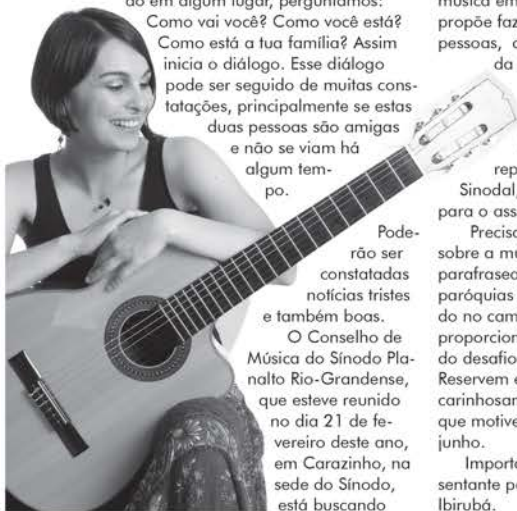 do em algum lugar, perguntamos:
Como vai você? Como você está?
Como está a tua família? Assim
inicia o diálogo. Esse diálogo
pode ser seguido de muitas cons-
tatações, principalmente se estas
duas pessoas são amigas
e não se viam há
algum tem-
po.
Pode-
rão ser
constatadas
notícias tristes
e também boas.
O Conselho de
Música do Sínodo Pla-
nalto Rio-Grandense,
que esteve reunido
no dia 21 de fe-
vereiro deste ano,
em Carazinho, na
sede do Sínodo,
está buscando
música em
propõe faz
pessoas,
da
rep
Sinodal,
para o ass
Precisa
sobre a mú
parafrasea
paróquias
do no cam
proporcion
do desafio
Reservem e
carinhosar
que motive
junho.
Importa
sentante p
Ibirubá.